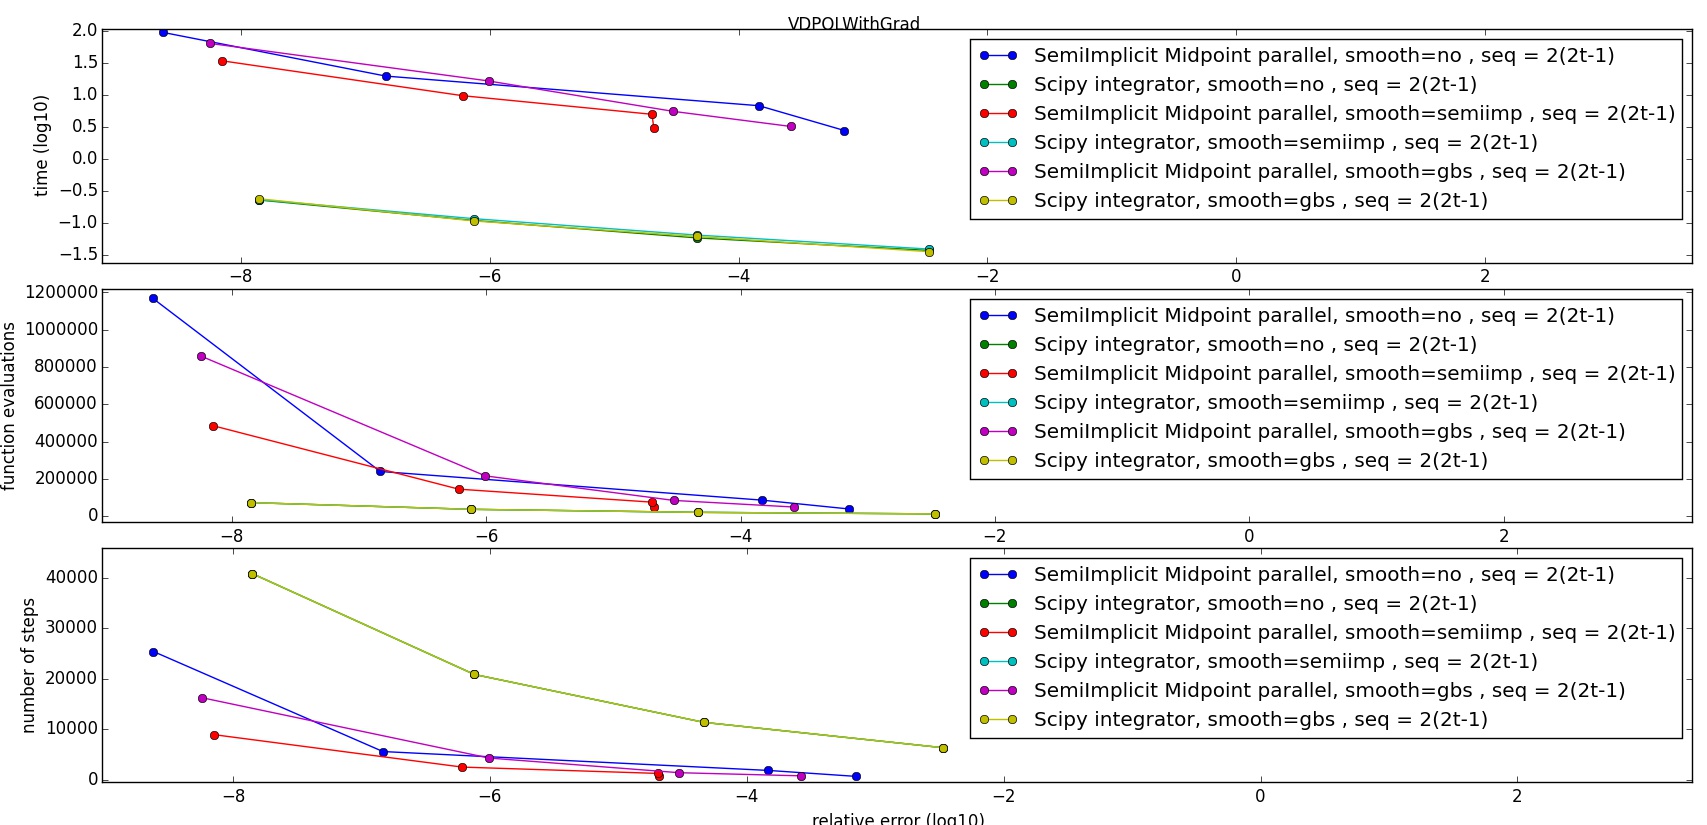 VDPOLWithGrad
time (log10)
2.0
1.5
1.0
0.5
0.0
−0.5
−1.0
−1.5
SemiImplicit Midpoint parallel, smooth=no , seq = 2(2t-1)
Scipy integrator, smooth=no , seq = 2(2t-1)
SemiImplicit Midpoint parallel, smooth=semiimp , seq = 2(2t-1)
Scipy integrator, smooth=semiimp , seq = 2(2t-1)
SemiImplicit Midpoint parallel, smooth=gbs , seq = 2(2t-1)
Scipy integrator, smooth=gbs , seq = 2(2t-1)
−8 −6 −4 −2 0 2
function evaluations
1200000
1000000
800000
600000
400000
200000
0
SemiImplicit Midpoint parallel, smooth=no , seq = 2(2t-1)
Scipy integrator, smooth=no , seq = 2(2t-1)
SemiImplicit Midpoint parallel, smooth=semiimp , seq = 2(2t-1)
Scipy integrator, smooth=semiimp , seq = 2(2t-1)
SemiImplicit Midpoint parallel, smooth=gbs , seq = 2(2t-1)
Scipy integrator, smooth=gbs , seq = 2(2t-1)
−8 −6 −4 −2 0 2
number of steps
40000
30000
20000
10000
0
SemiImplicit Midpoint parallel, smooth=no , seq = 2(2t-1)
Scipy integrator, smooth=no , seq = 2(2t-1)
SemiImplicit Midpoint parallel, smooth=semiimp , seq = 2(2t-1)
Scipy integrator, smooth=semiimp , seq = 2(2t-1)
SemiImplicit Midpoint parallel, smooth=gbs , seq = 2(2t-1)
Scipy integrator, smooth=gbs , seq = 2(2t-1)
−8 −6 −4 −2 0 2
relative error (log10)